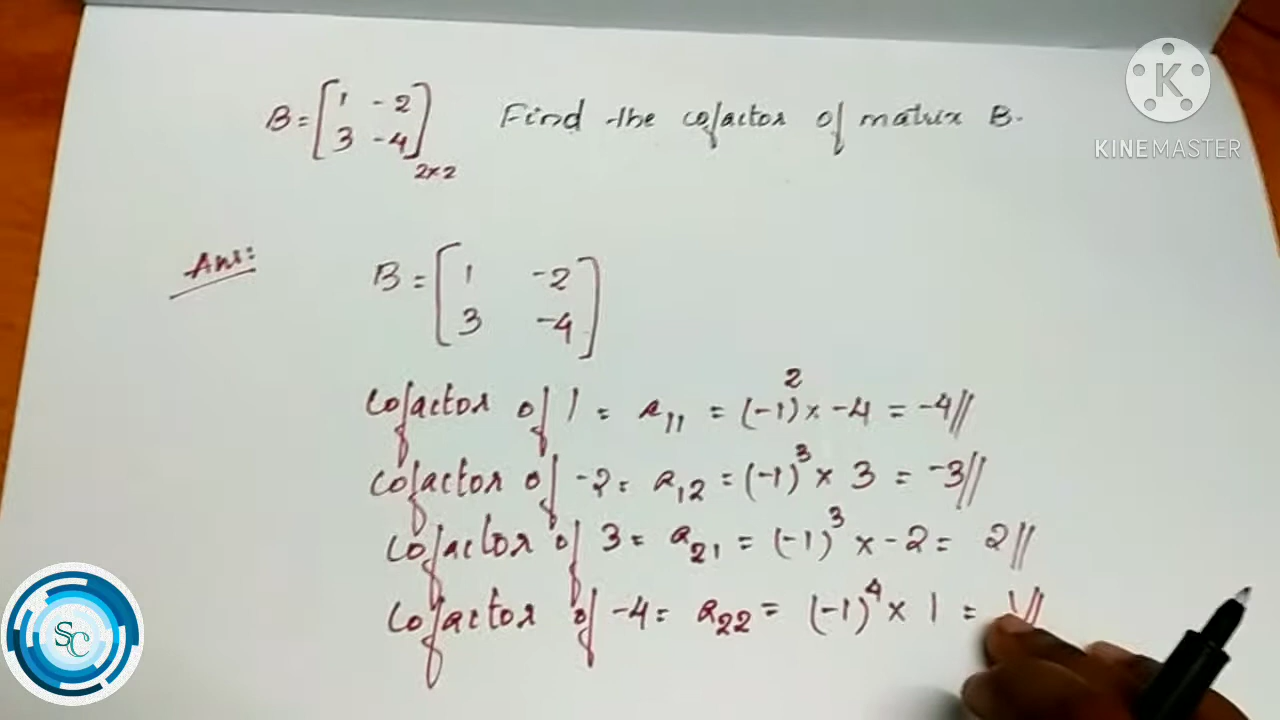 B = [ 1 -2 Find the cofactor of matrix B.
3 -4 ] 2x2
Ans: B = [ 1 -2
3 -4 ]
Cofactor of 1 = a11 = (-1)^2 x -4 = -4//
Cofactor of -2 = a12 = (-1)^3 x 3 = -3//
Cofactor of 3 = a21 = (-1)^3 x -2 = 2//
Cofactor of -4 = a22 = (-1)^4 x 1 = 1//
KINEMASTER
SC